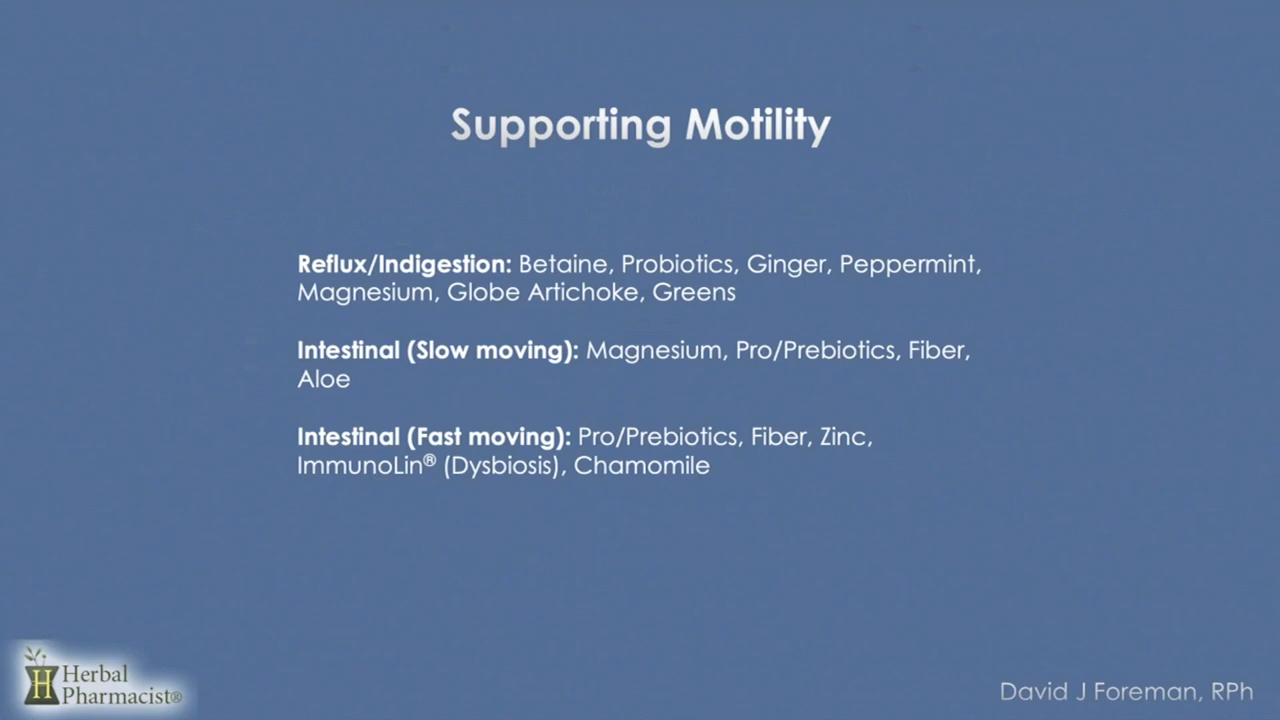 Supporting Motility
Reflux/Indigestion: Betaine, Probiotics, Ginger, Peppermint,
Magnesium, Globe Artichoke, Greens
Intestinal (Slow moving): Magnesium, Pro/Prebiotics, Fiber,
Aloe
Intestinal (Fast moving): Pro/Prebiotics, Fiber, Zinc,
ImmunoLin® (Dysbiosis), Chamomile
H
Herbal
Pharmacist®
David J Foreman, RPh